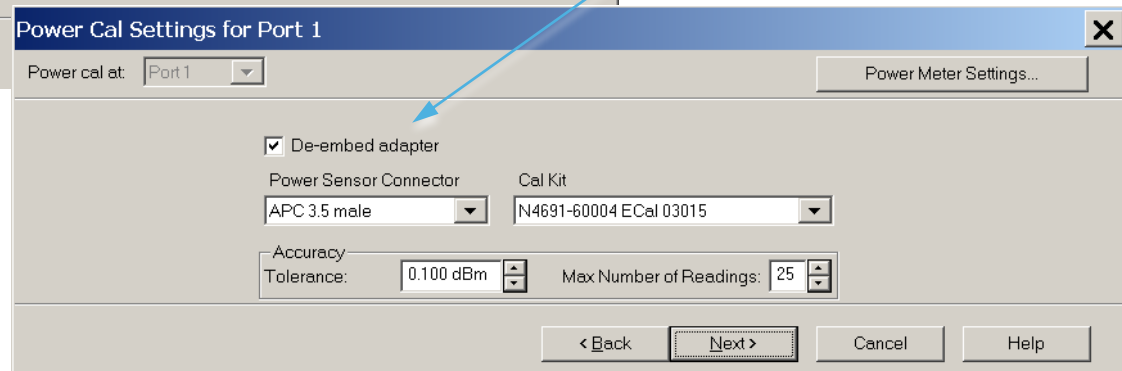 Power Cal Settings for Port 1
Power cal at: Port 1 Power Meter Settings...
De-embed adapter
Power Sensor Connector Cal Kit
APC 3.5 male N4691-60004 ECal 03015
Accuracy
Tolerance: 0.100 dBm Max Number of Readings: 25
< Back Next > Cancel Help